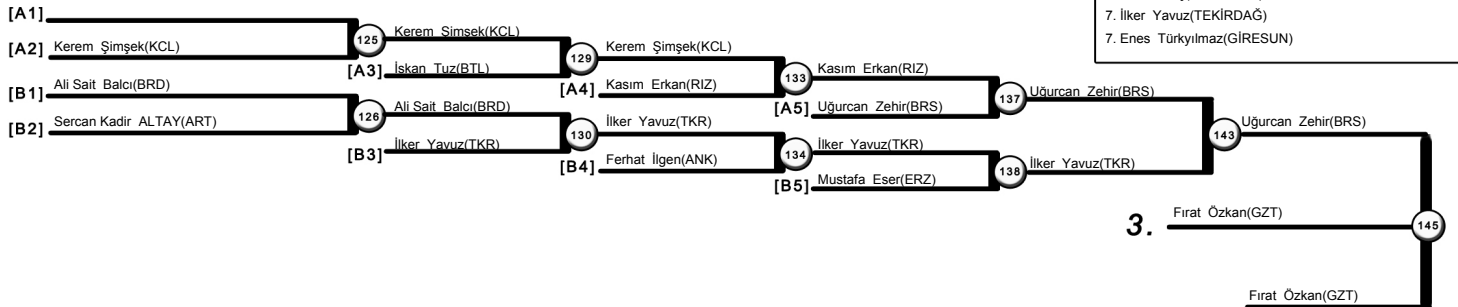 7. İlker Yavuz(TEKİRDAĞ)
7. Enes Türkyılmaz(GİRESUN)
[A1]
[A2] Kerem Şimşek(KCL)
125
Kerem Şimşek(KCL)
[A3] İskan Tuz(BTL)
129
Kerem Şimşek(KCL)
[A4] Kasım Erkan(RIZ)
133
Kasım Erkan(RIZ)
[A5] Uğurcan Zehir(BRS)
137
Uğurcan Zehir(BRS)
[B1] Ali Sait Balcı(BRD)
[B2] Sercan Kadir ALTAY(ART)
126
Ali Sait Balcı(BRD)
[B3] İlker Yavuz(TKR)
130
İlker Yavuz(TKR)
[B4] Ferhat İlgen(ANK)
134
İlker Yavuz(TKR)
[B5] Mustafa Eser(ERZ)
138
İlker Yavuz(TKR)
143
Uğurcan Zehir(BRS)
3. Fırat Özkan(GZT)
145
Fırat Özkan(GZT)